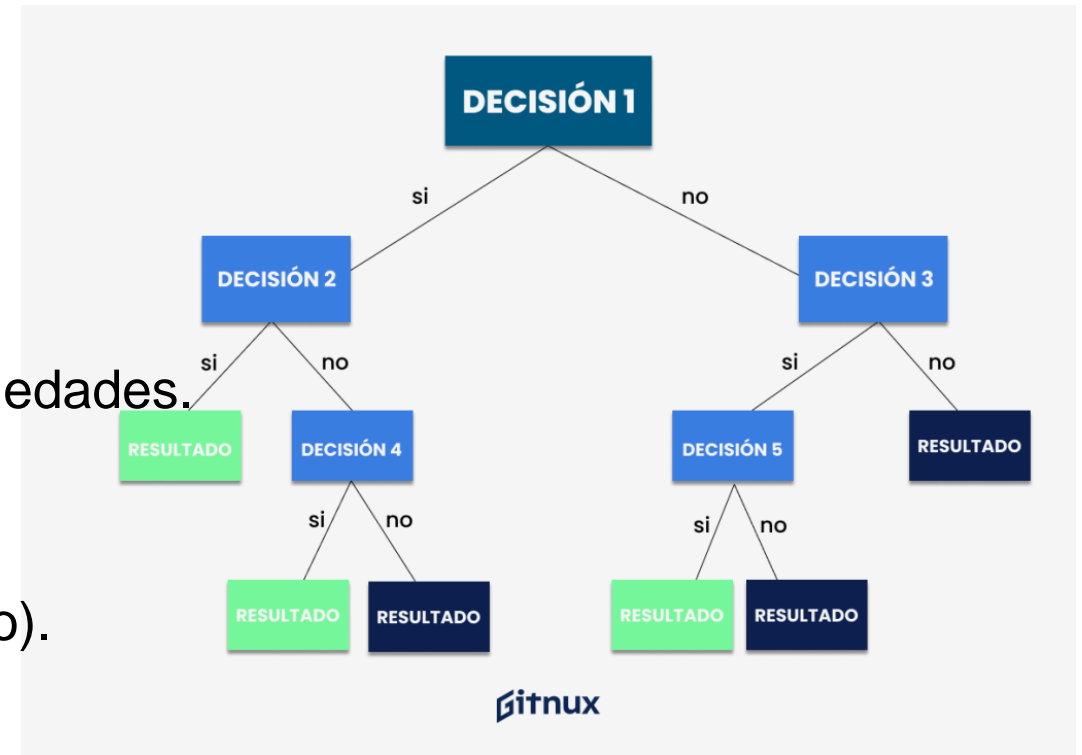 DECISIÓN 1
si
no
DECISIÓN 2
DECISIÓN 3
si
no
si
no
edades.
RESULTADO
DECISIÓN 4
DECISIÓN 5
RESULTADO
si
no
si
no
RESULTADO
RESULTADO
RESULTADO
RESULTADO
o).
Gitnux